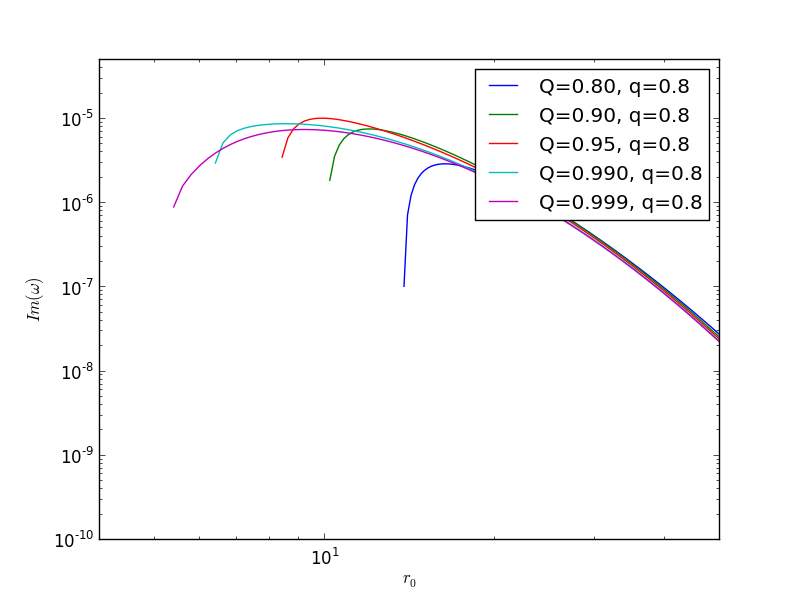 Q=0.80, q=0.8
Q=0.90, q=0.8
Q=0.95, q=0.8
Q=0.990, q=0.8
Q=0.999, q=0.8
10^-5
10^-6
10^-7
10^-8
10^-9
10^-10
Im(ω)
10^1
r_0